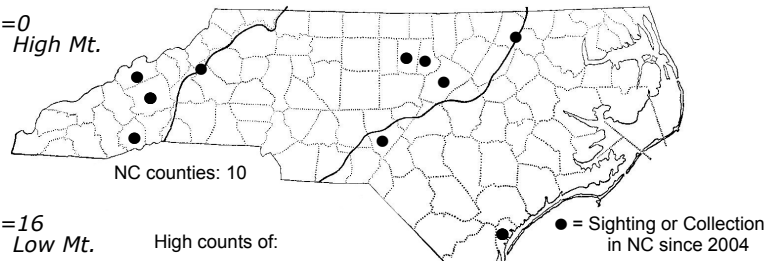 =0
High Mt.
NC counties: 10
=16
Low Mt.
High counts of:
● = Sighting or Collection
in NC since 2004